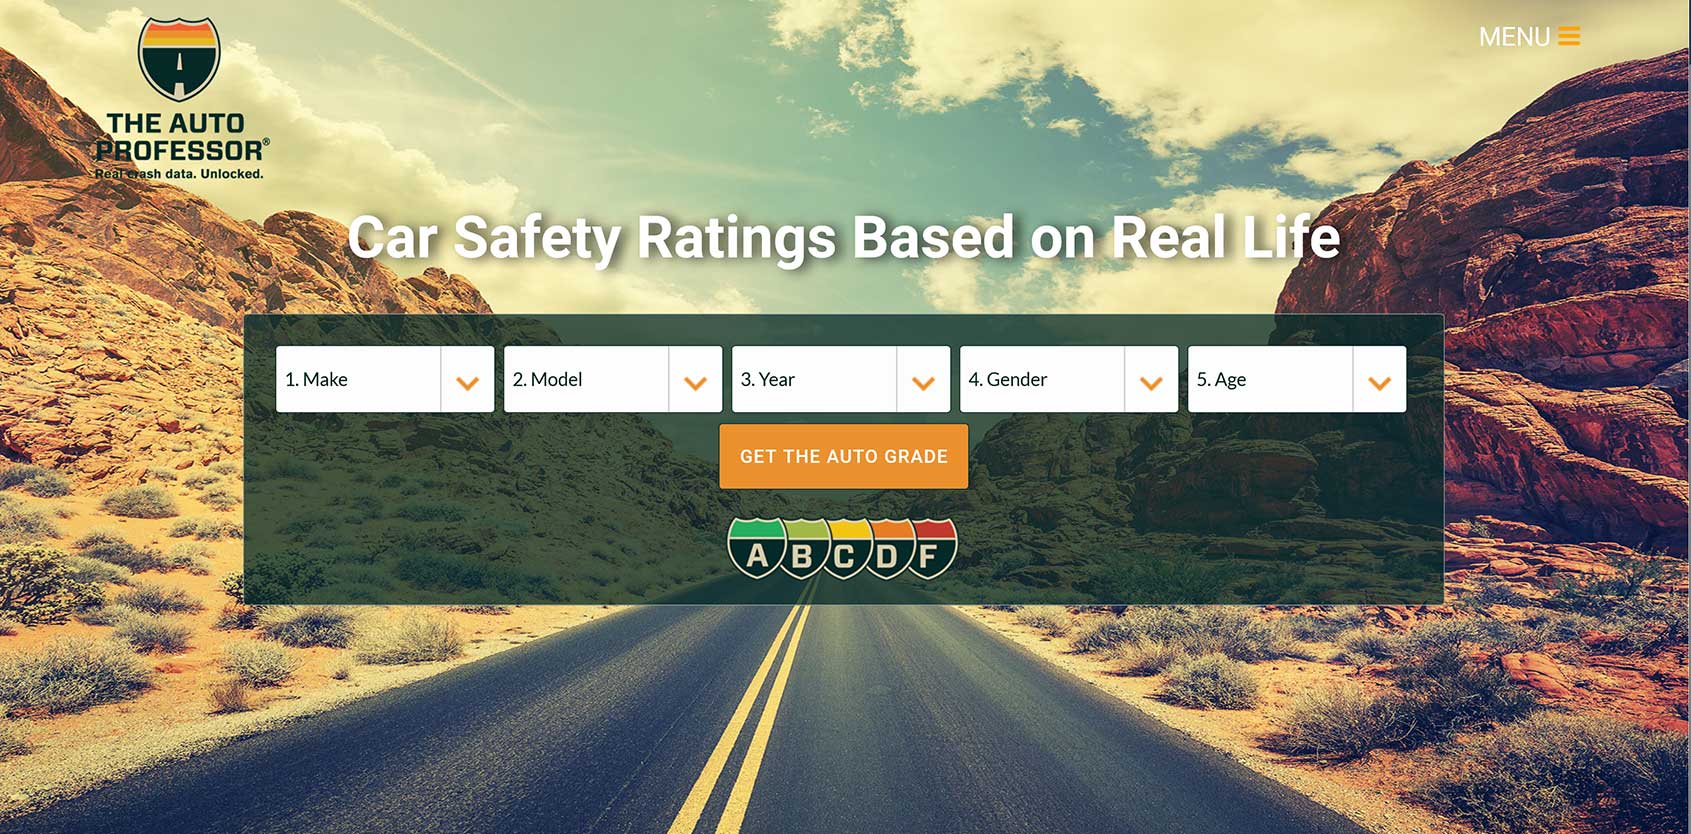 THE AUTO
PROFESSOR®
Real crash data. Unlocked.
MENU
Car Safety Ratings Based on Real Life
1. Make
2. Model
3. Year
4. Gender
5. Age
GET THE AUTO GRADE
A B C D F